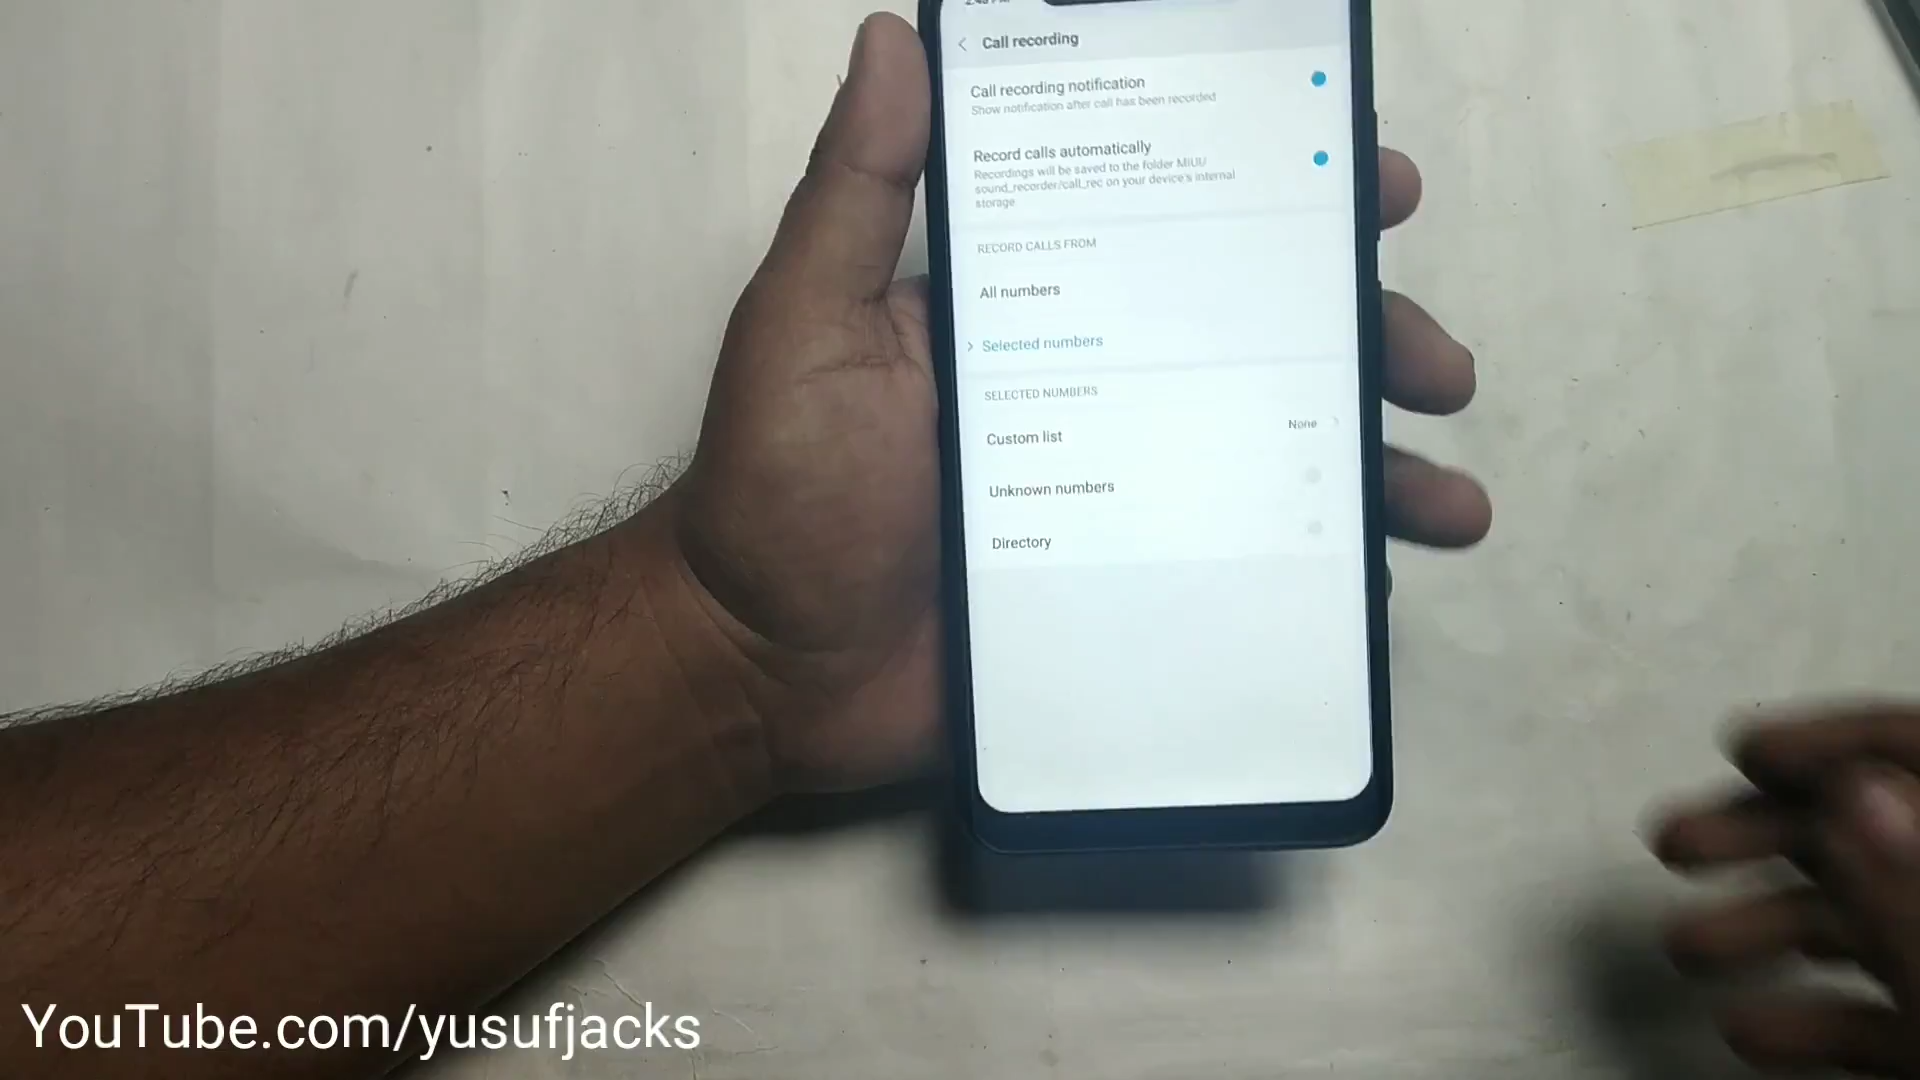 Call recording
Call recording notification
Show notification after call has been recorded
Record calls automatically
Recordings will be saved to the folder MIUI/
sound_recorder/call_rec on your device's internal
storage
RECORD CALLS FROM
All numbers
Selected numbers
SELECTED NUMBERS
Custom list
None
Unknown numbers
Directory
YouTube.com/yusufjacks